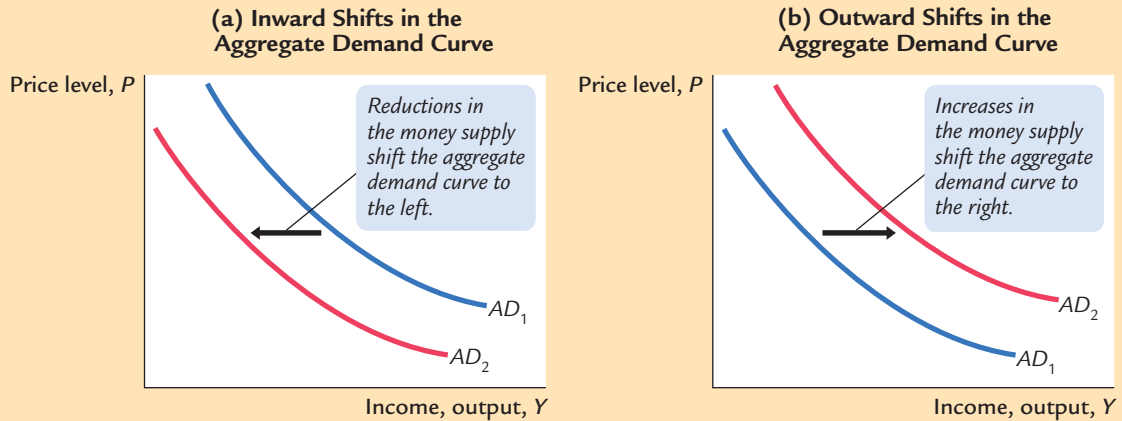 (a) Inward Shifts in the
Aggregate Demand Curve
Price level, P
Reductions in
the money supply
shift the aggregate
demand curve to
the left.
AD1
AD2
Income, output, Y
(b) Outward Shifts in the
Aggregate Demand Curve
Price level, P
Increases in
the money supply
shift the aggregate
demand curve to
the right.
AD2
AD1
Income, output, Y